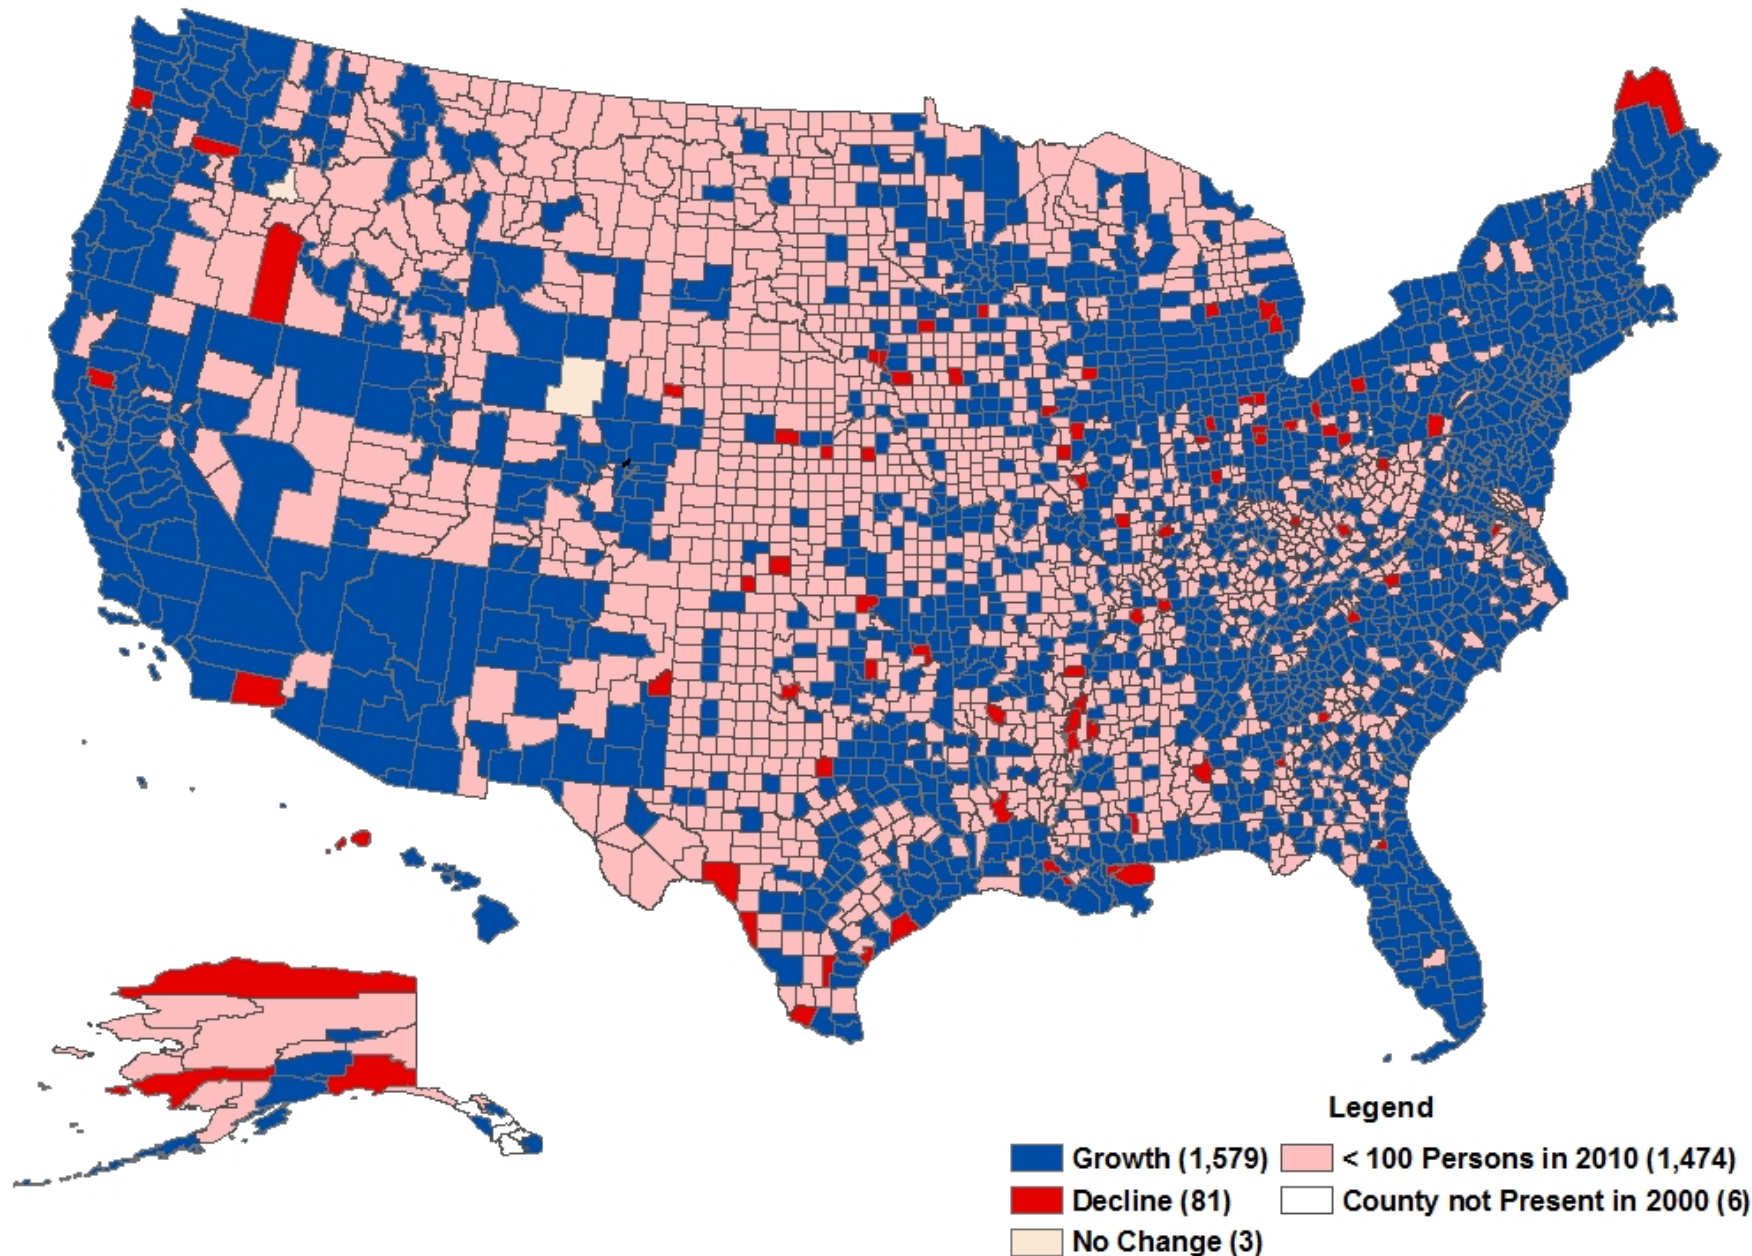 Legend
Growth (1,579)
< 100 Persons in 2010 (1,474)
Decline (81)
County not Present in 2000 (6)
No Change (3)